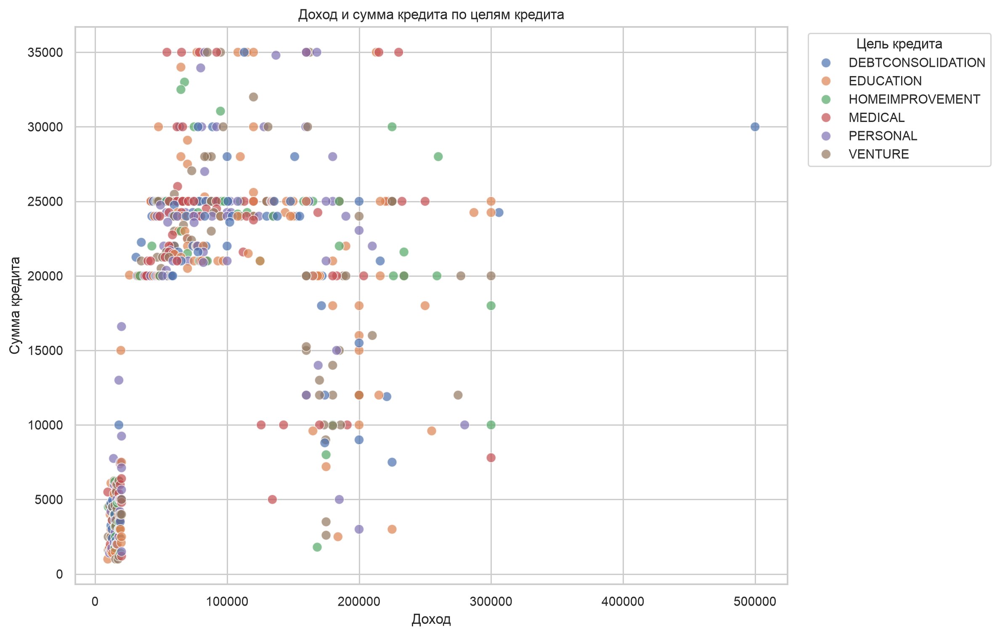 Доход и сумма кредита по целям кредита
Сумма кредита
35000
30000
25000
20000
15000
10000
5000
0
0
100000
200000
300000
400000
500000
Доход
Цель кредита
DEBTCONSOLIDATION
EDUCATION
HOMEIMPROVEMENT
MEDICAL
PERSONAL
VENTURE